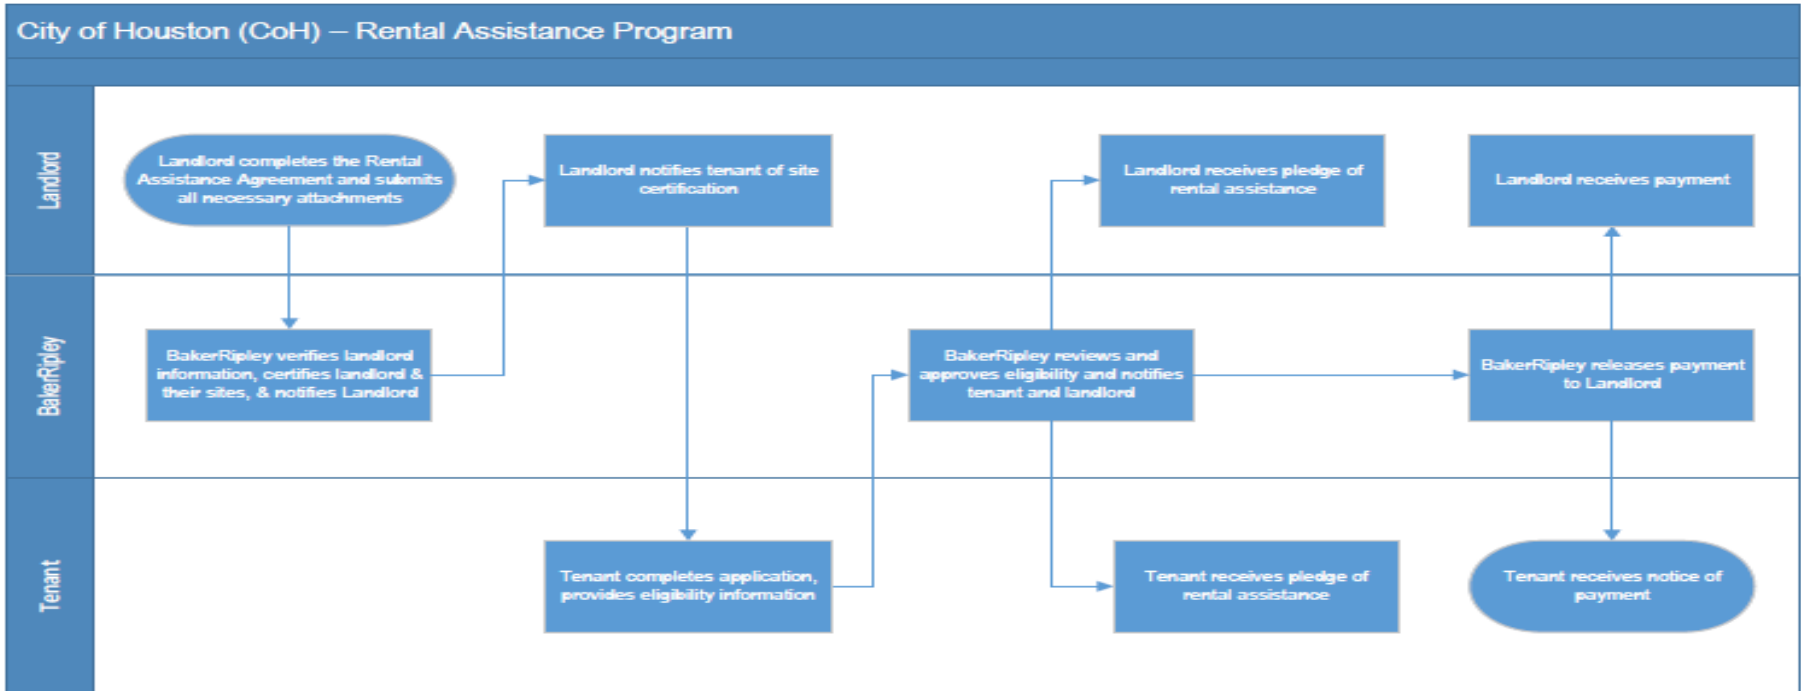 City of Houston (CoH) – Rental Assistance Program
Landlord
Landlord completes the Rental
Assistance Agreement and submits
all necessary attachments
Landlord notifies tenant of site
certification
Landlord receives pledge of
rental assistance
Landlord receives payment
BakerRipley
BakerRipley verifies landlord
information, certifies landlord &
their sites, & notifies Landlord
BakerRipley reviews and
approves eligibility and notifies
tenant and landlord
BakerRipley releases payment
to Landlord
Tenant
Tenant completes application,
provides eligibility information
Tenant receives pledge of
rental assistance
Tenant receives notice of
payment